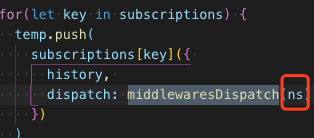 for(let key in subscriptions) {
temp.push(
subscriptions[key]({
history,
dispatch: middlewaresDispatch(ns)
})
)